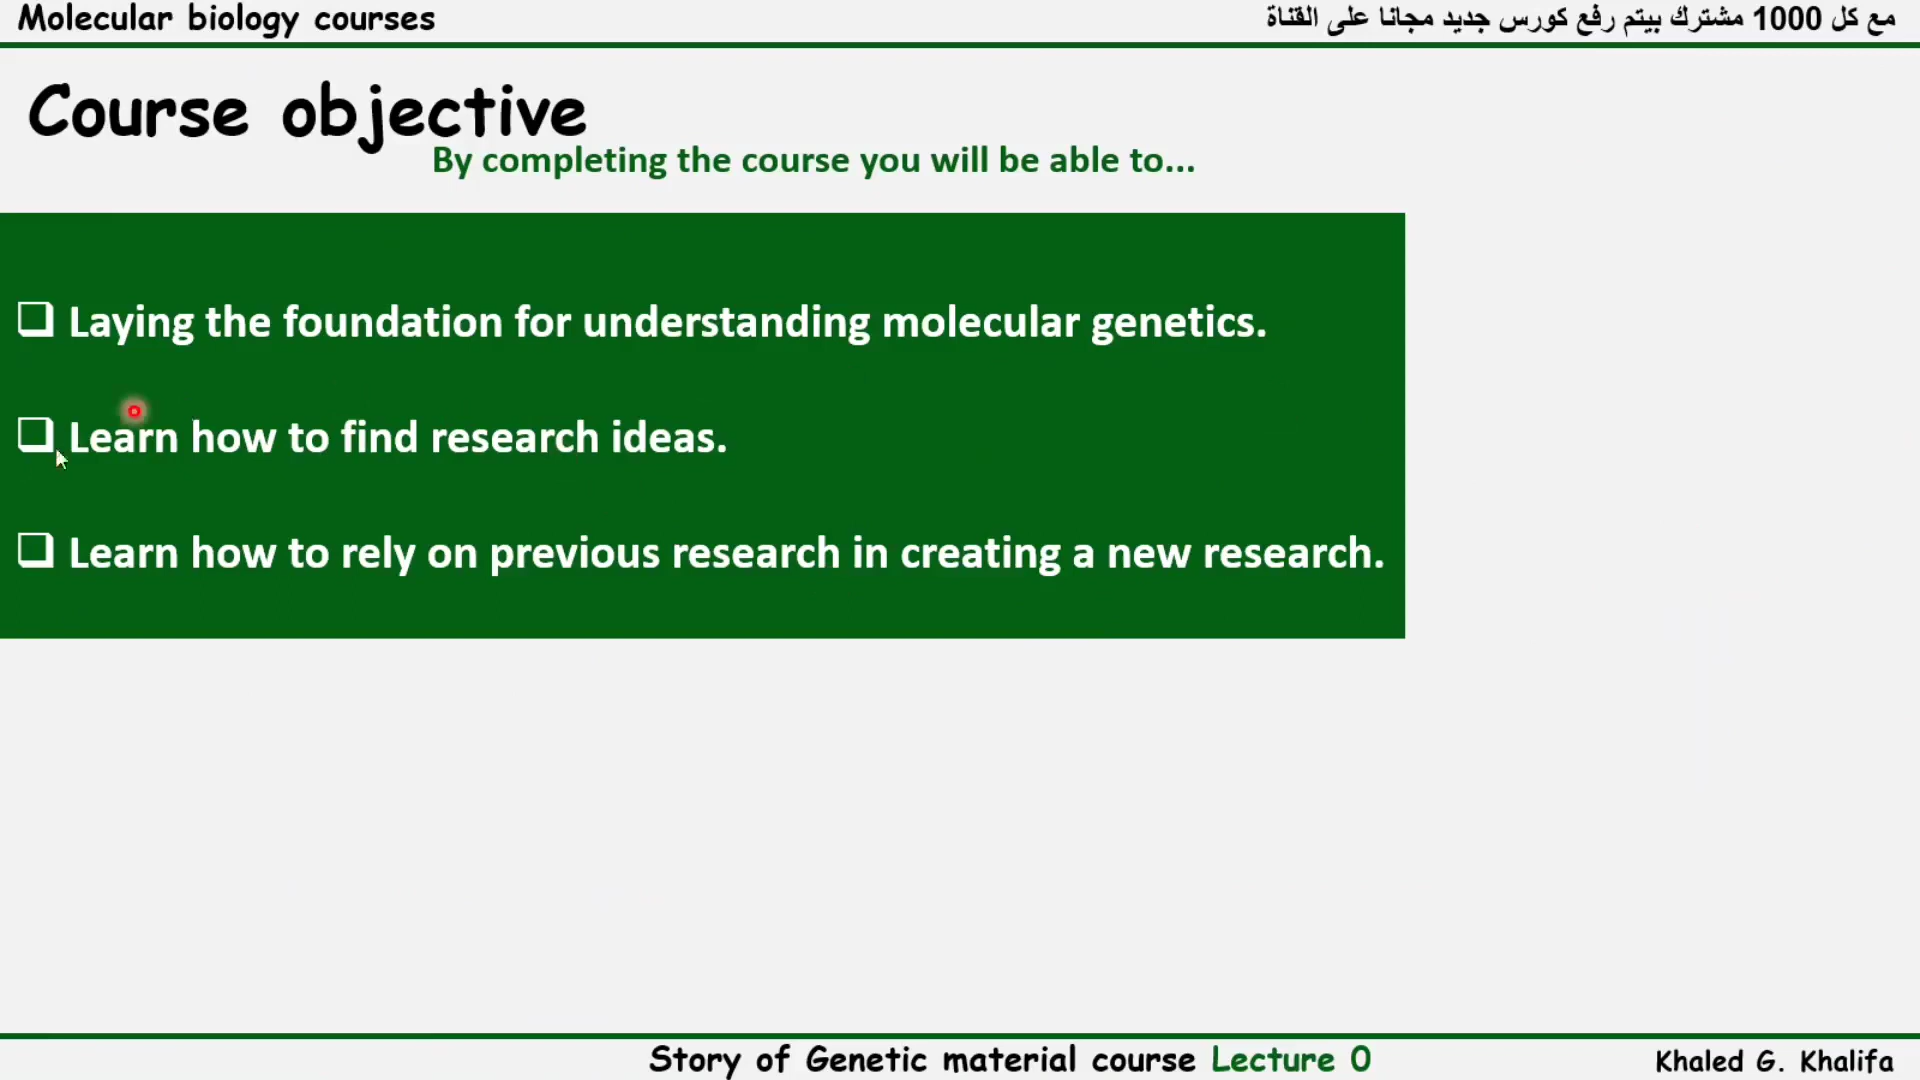 Molecular biology courses
مع كل 1000 مشترك بيتم رفع كورس جديد مجانا على القناة
Course objective
By completing the course you will be able to...
Laying the foundation for understanding molecular genetics.
Learn how to find research ideas.
Learn how to rely on previous research in creating a new research.
Story of Genetic material course Lecture 0
Khaled G. Khalifa